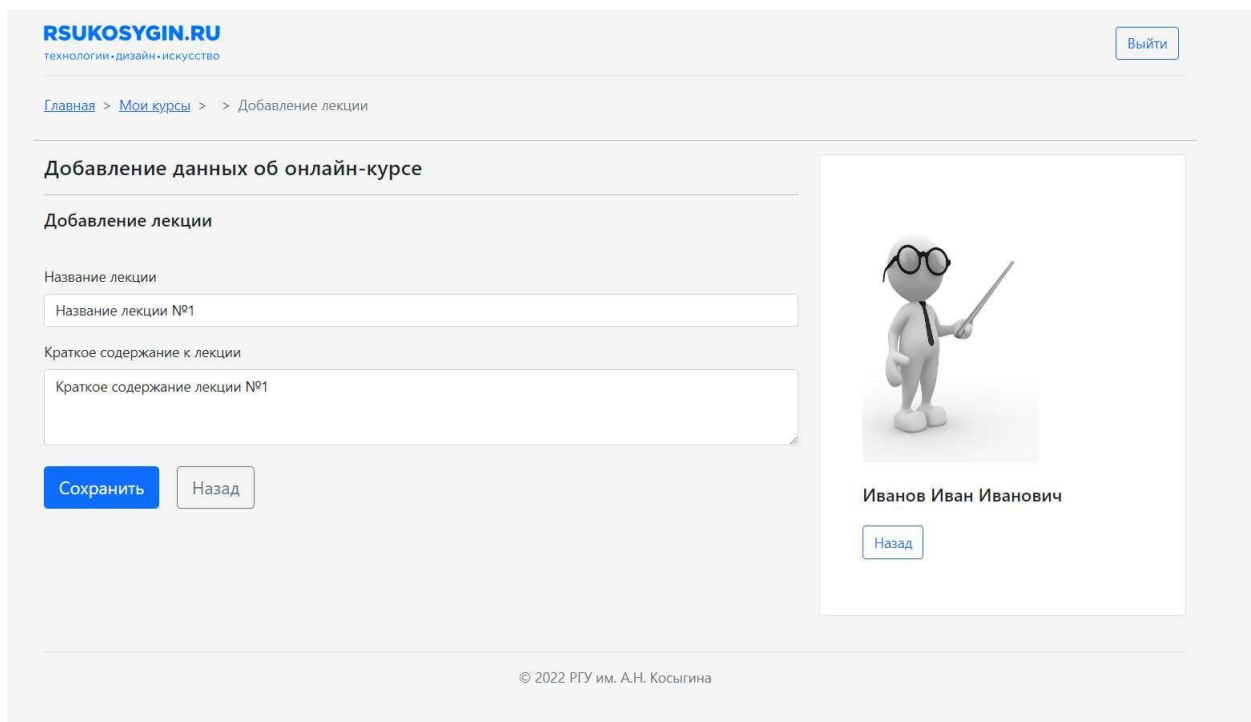 RSUKOSYGIN.RU
технологии•дизайн•искусство
Выйти
Главная > Мои курсы > > Добавление лекции
Добавление данных об онлайн-курсе
Добавление лекции
Название лекции
Название лекции №1
Краткое содержание к лекции
Краткое содержание лекции №1
Сохранить
Назад
Иванов Иван Иванович
Назад
© 2022 РГУ им. А.Н. Косыгина